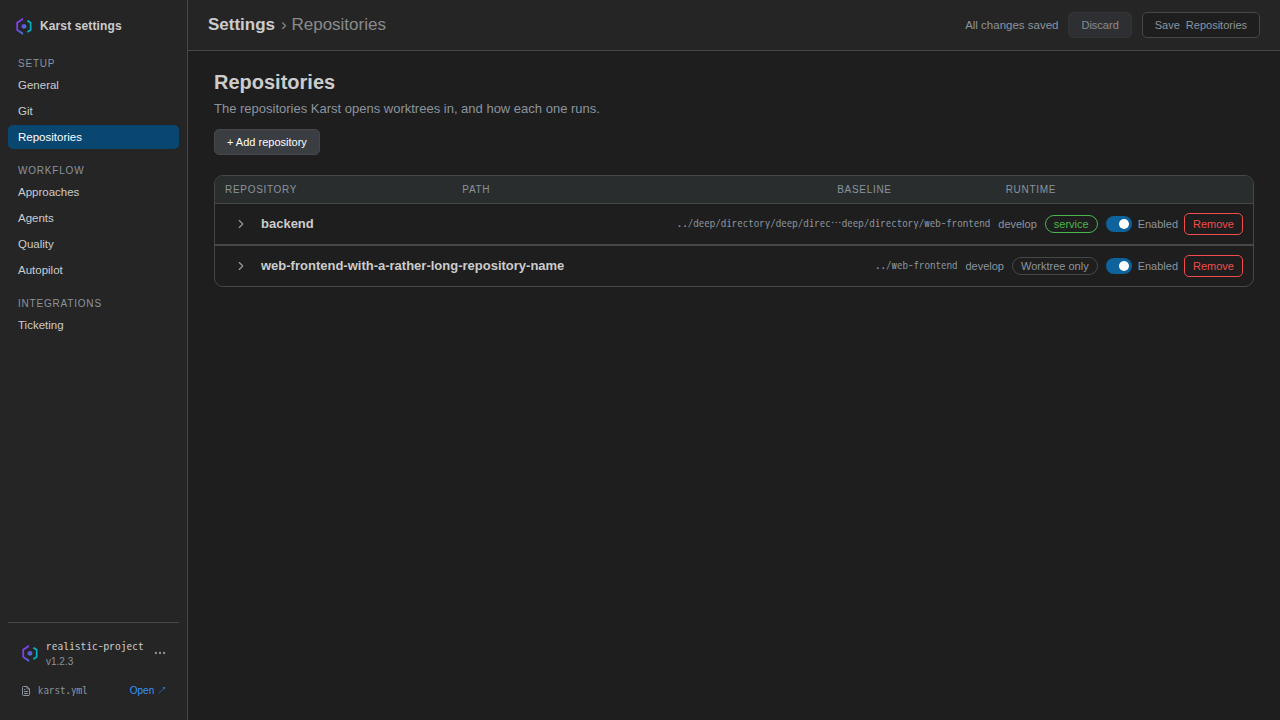 Karst settings
Settings › Repositories
All changes saved
Discard
Save Repositories
SETUP
General
Git
Repositories
WORKFLOW
Approaches
Agents
Quality
Autopilot
INTEGRATIONS
Ticketing
Repositories
The repositories Karst opens worktrees in, and how each one runs.
+ Add repository
REPOSITORY PATH BASELINE RUNTIME
backend ../deep/directory/deep/direc…deep/directory/web-frontend develop service Enabled Remove
web-frontend-with-a-rather-long-repository-name ../web-frontend develop Worktree only Enabled Remove
realistic-project
v1.2.3
karst.yml Open ↗